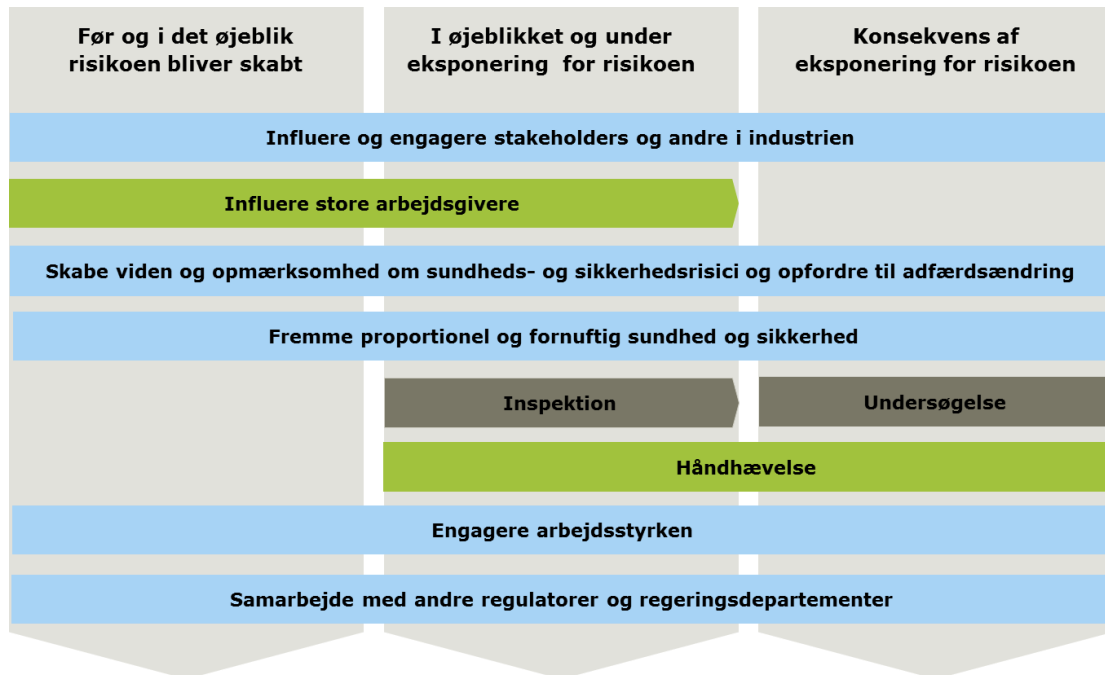 Før og i det øjeblik
risikoen bliver skabt
I øjeblikket og under
eksponering for risikoen
Konsekvens af
eksponering for risikoen
Influere og engagere stakeholders og andre i industrien
Influere store arbejdsgivere
Skabe viden og opmærksomhed om sundheds- og sikkerhedsrisici og opfordre til adfærdsændring
Fremme proportionel og fornuftig sundhed og sikkerhed
Inspektion
Undersøgelse
Håndhævelse
Engagere arbejdsstyrken
Samarbejde med andre regulatorer og regeringsdepartementer